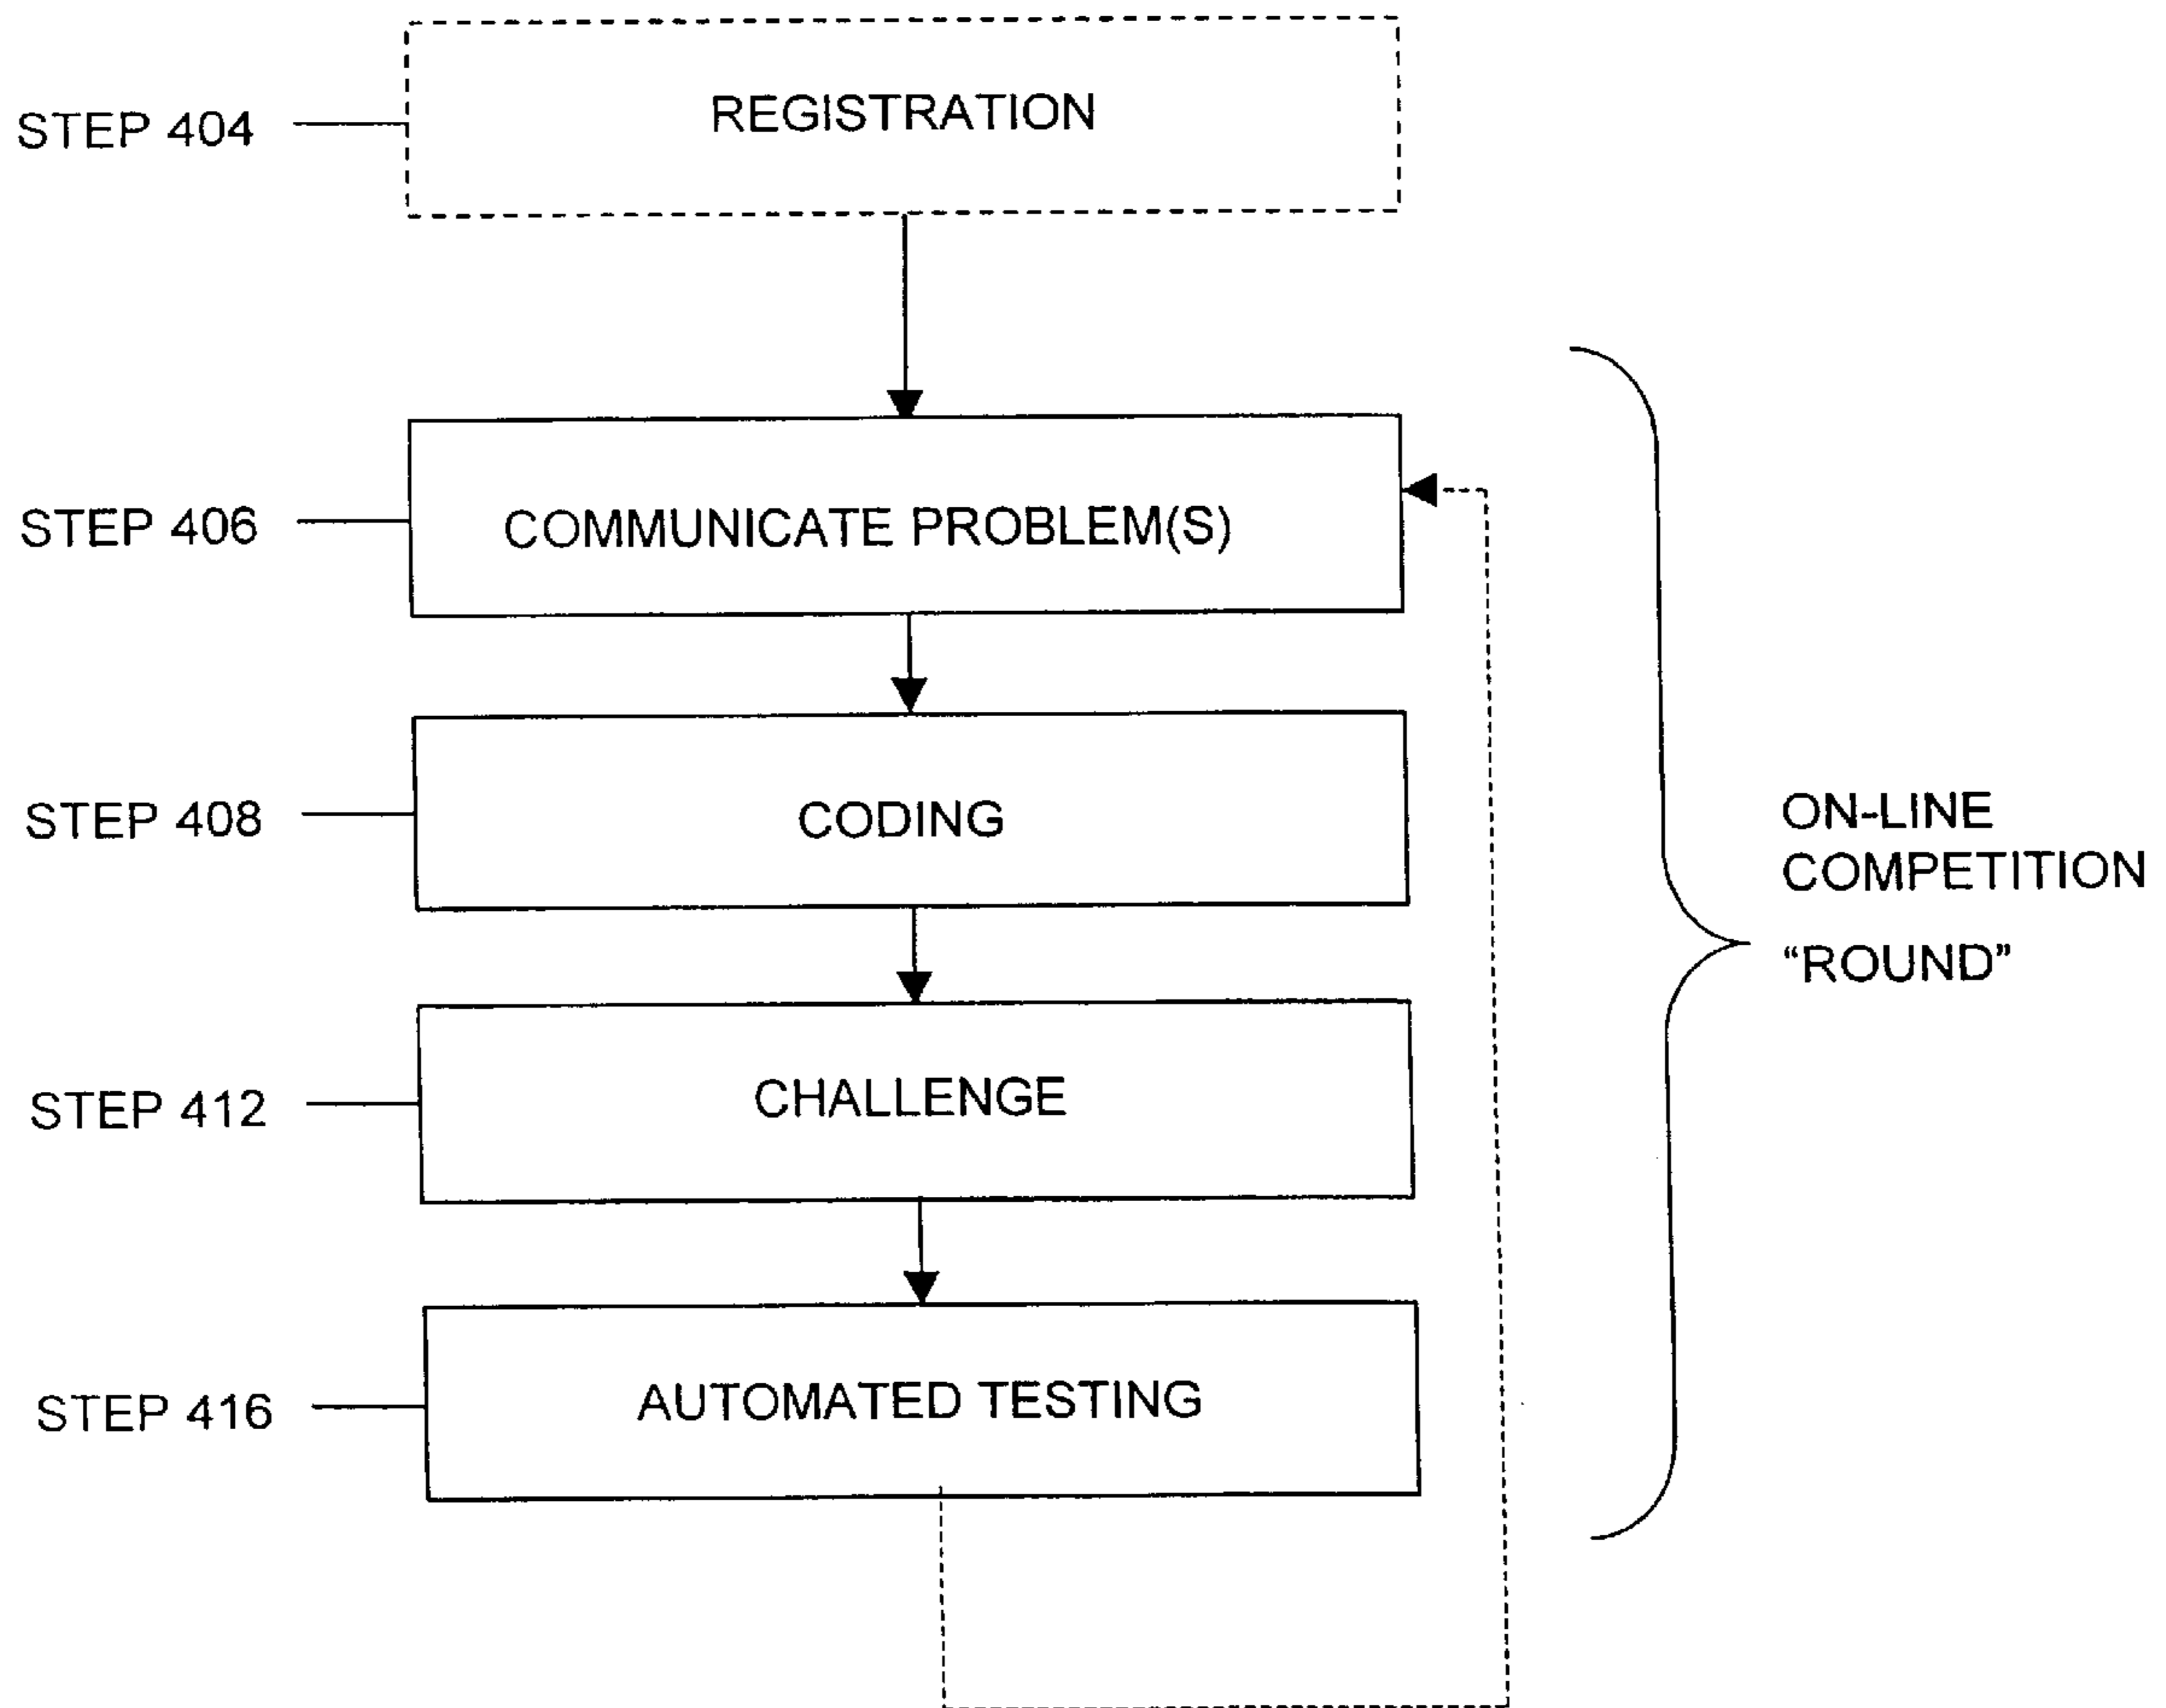 STEP 404
REGISTRATION
STEP 406
COMMUNICATE PROBLEM(S)
STEP 408
CODING
STEP 412
CHALLENGE
STEP 416
AUTOMATED TESTING
ON-LINE
COMPETITION
“ROUND”